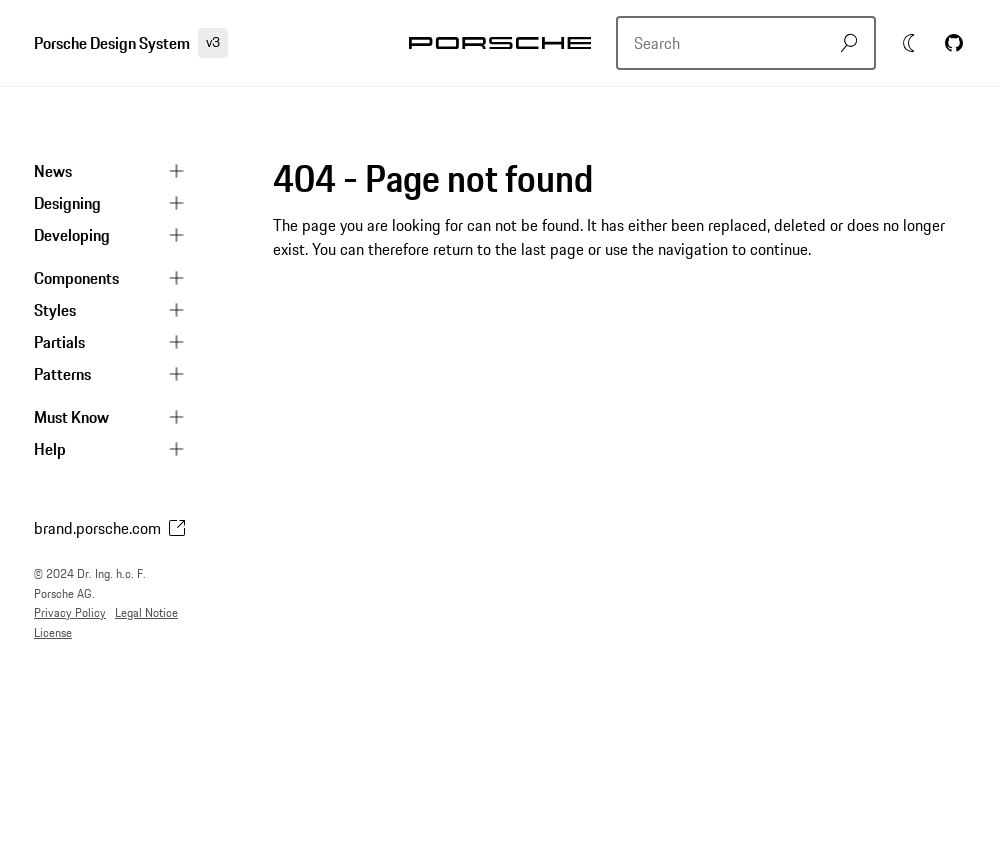 Porsche Design System v3
PORSCHE
Search
News
Designing
Developing
Components
Styles
Partials
Patterns
Must Know
Help
brand.porsche.com
© 2024 Dr. Ing. h.c. F.
Porsche AG.
Privacy Policy Legal Notice
License
404 - Page not found
The page you are looking for can not be found. It has either been replaced, deleted or does no longer
exist. You can therefore return to the last page or use the navigation to continue.